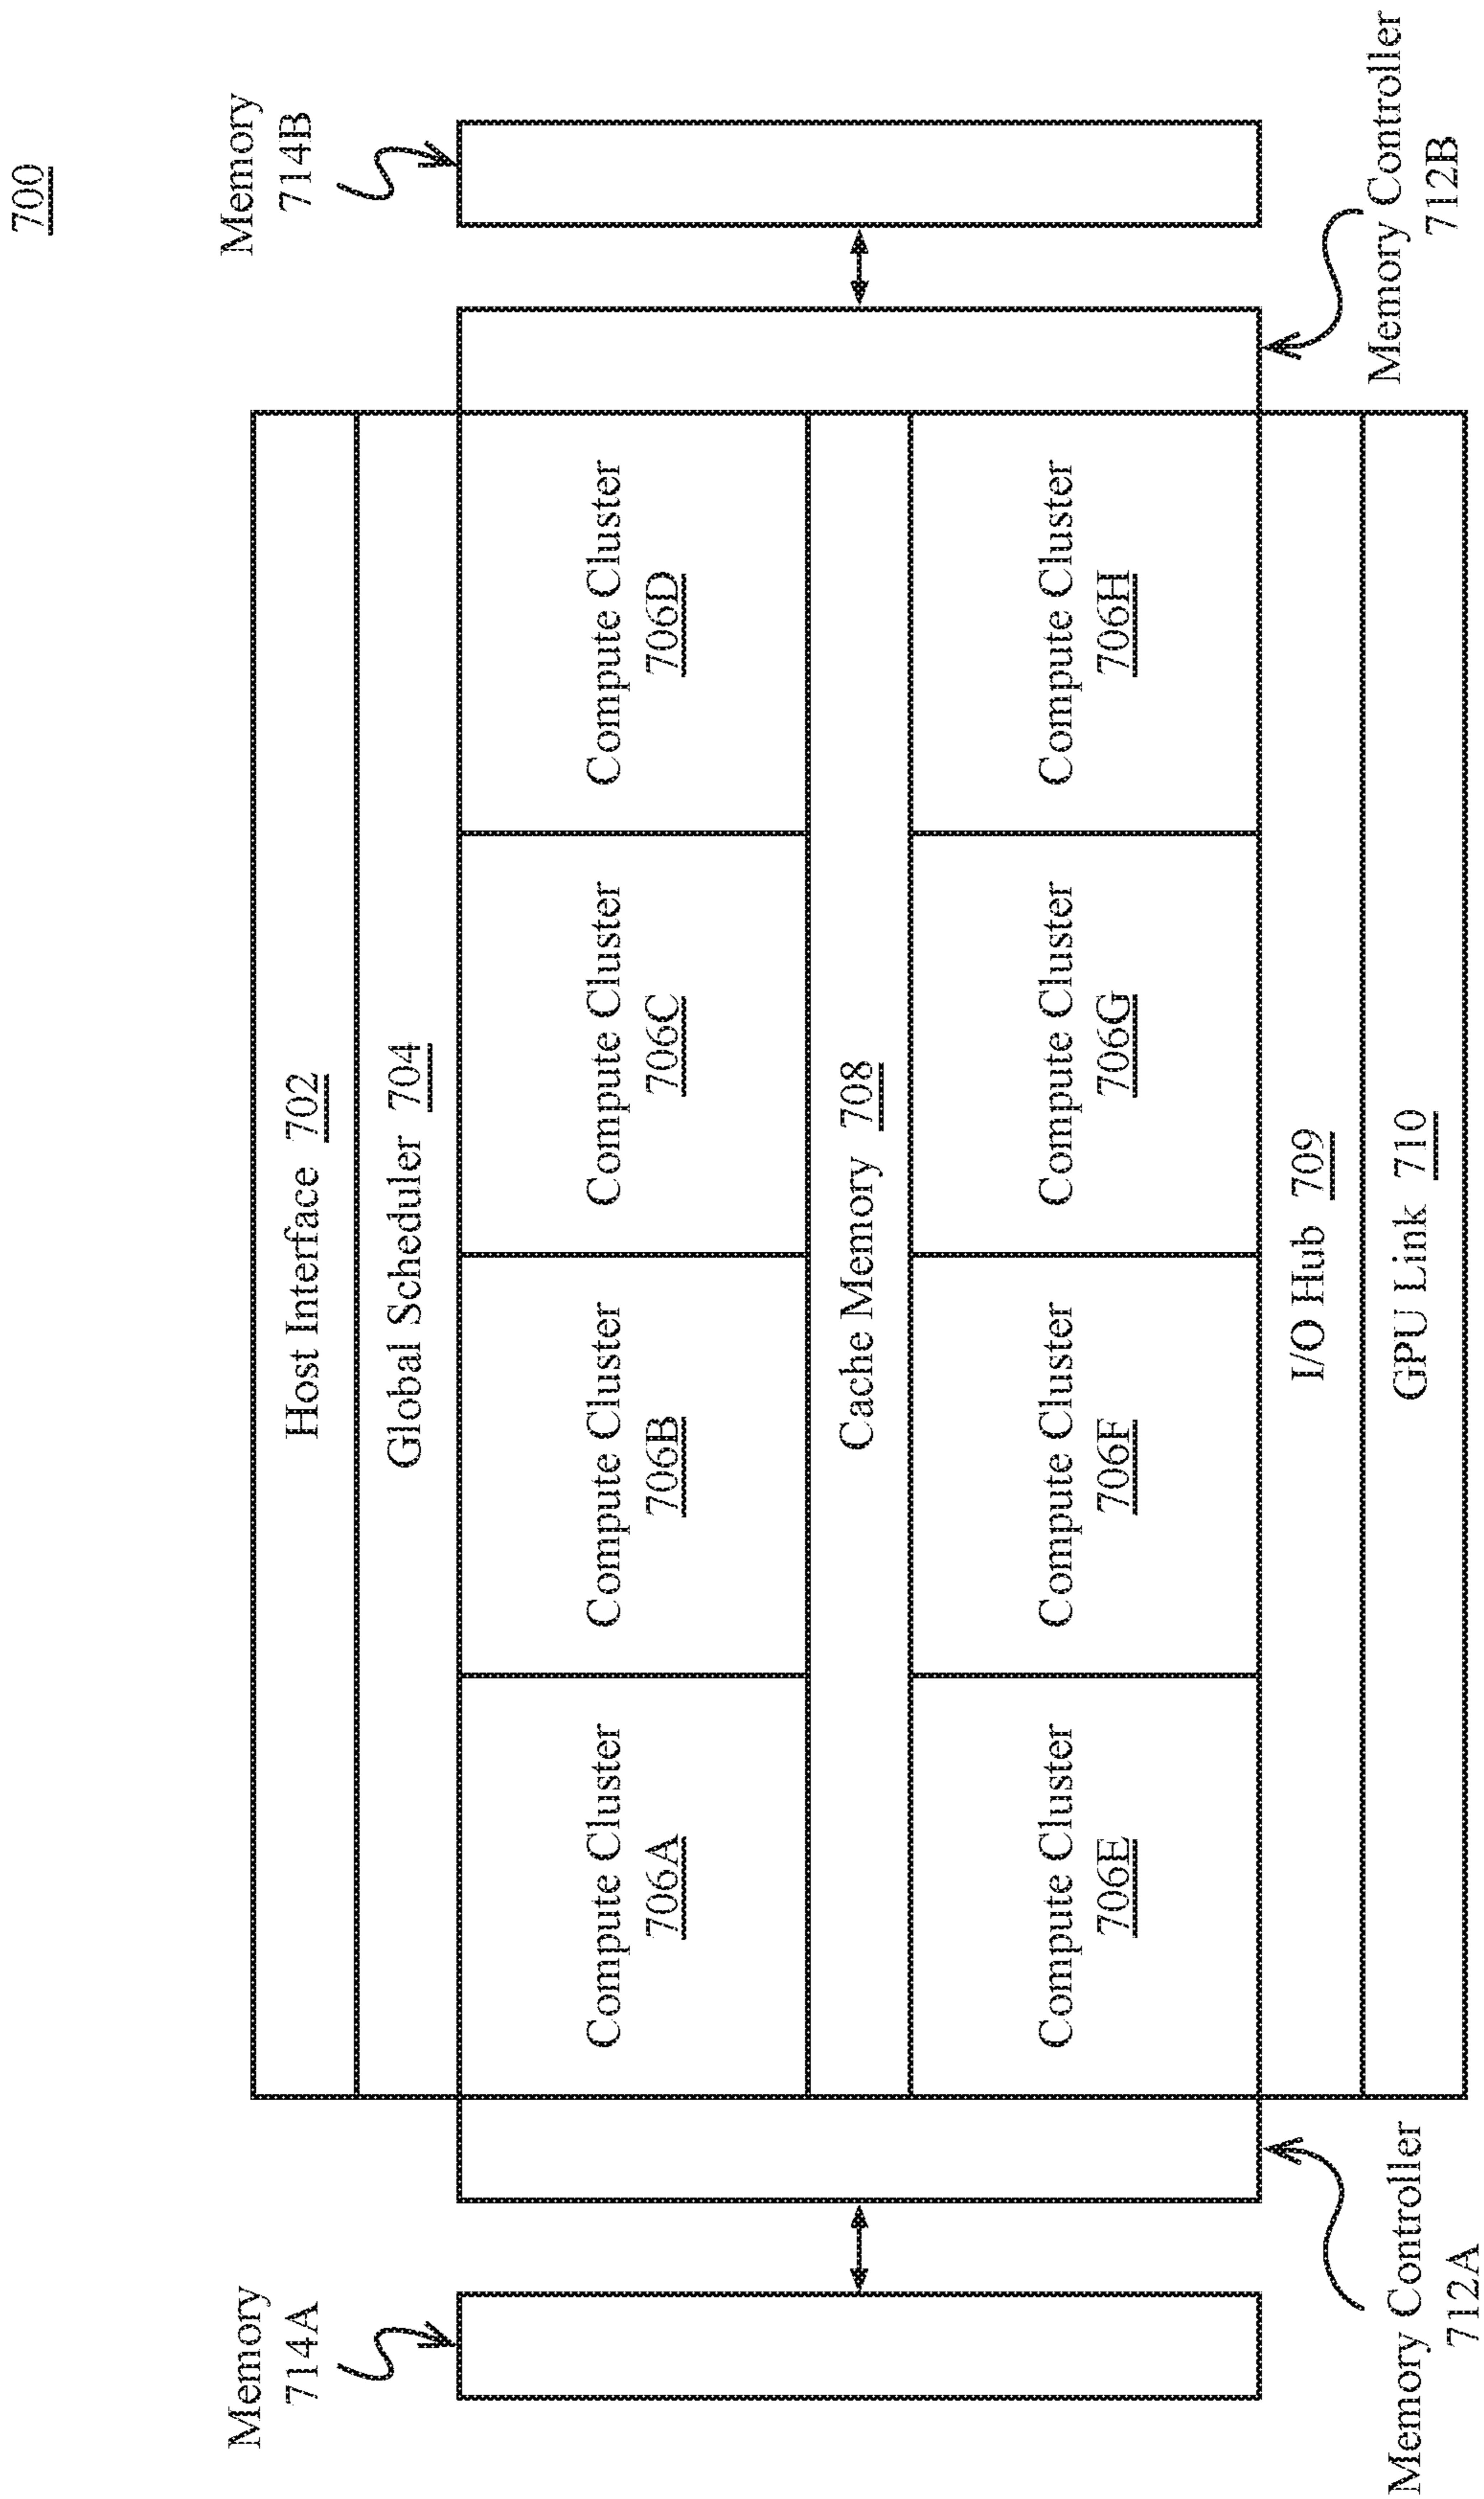 700
Memory
714A
Memory
714B
Host Interface 702
Global Scheduler 704
Compute Cluster
706A
Compute Cluster
706B
Compute Cluster
706C
Compute Cluster
706D
Cache Memory 708
Compute Cluster
706E
Compute Cluster
706F
Compute Cluster
706G
Compute Cluster
706H
I/O Hub 709
GPU Link 710
Memory Controller
712A
Memory Controller
712B